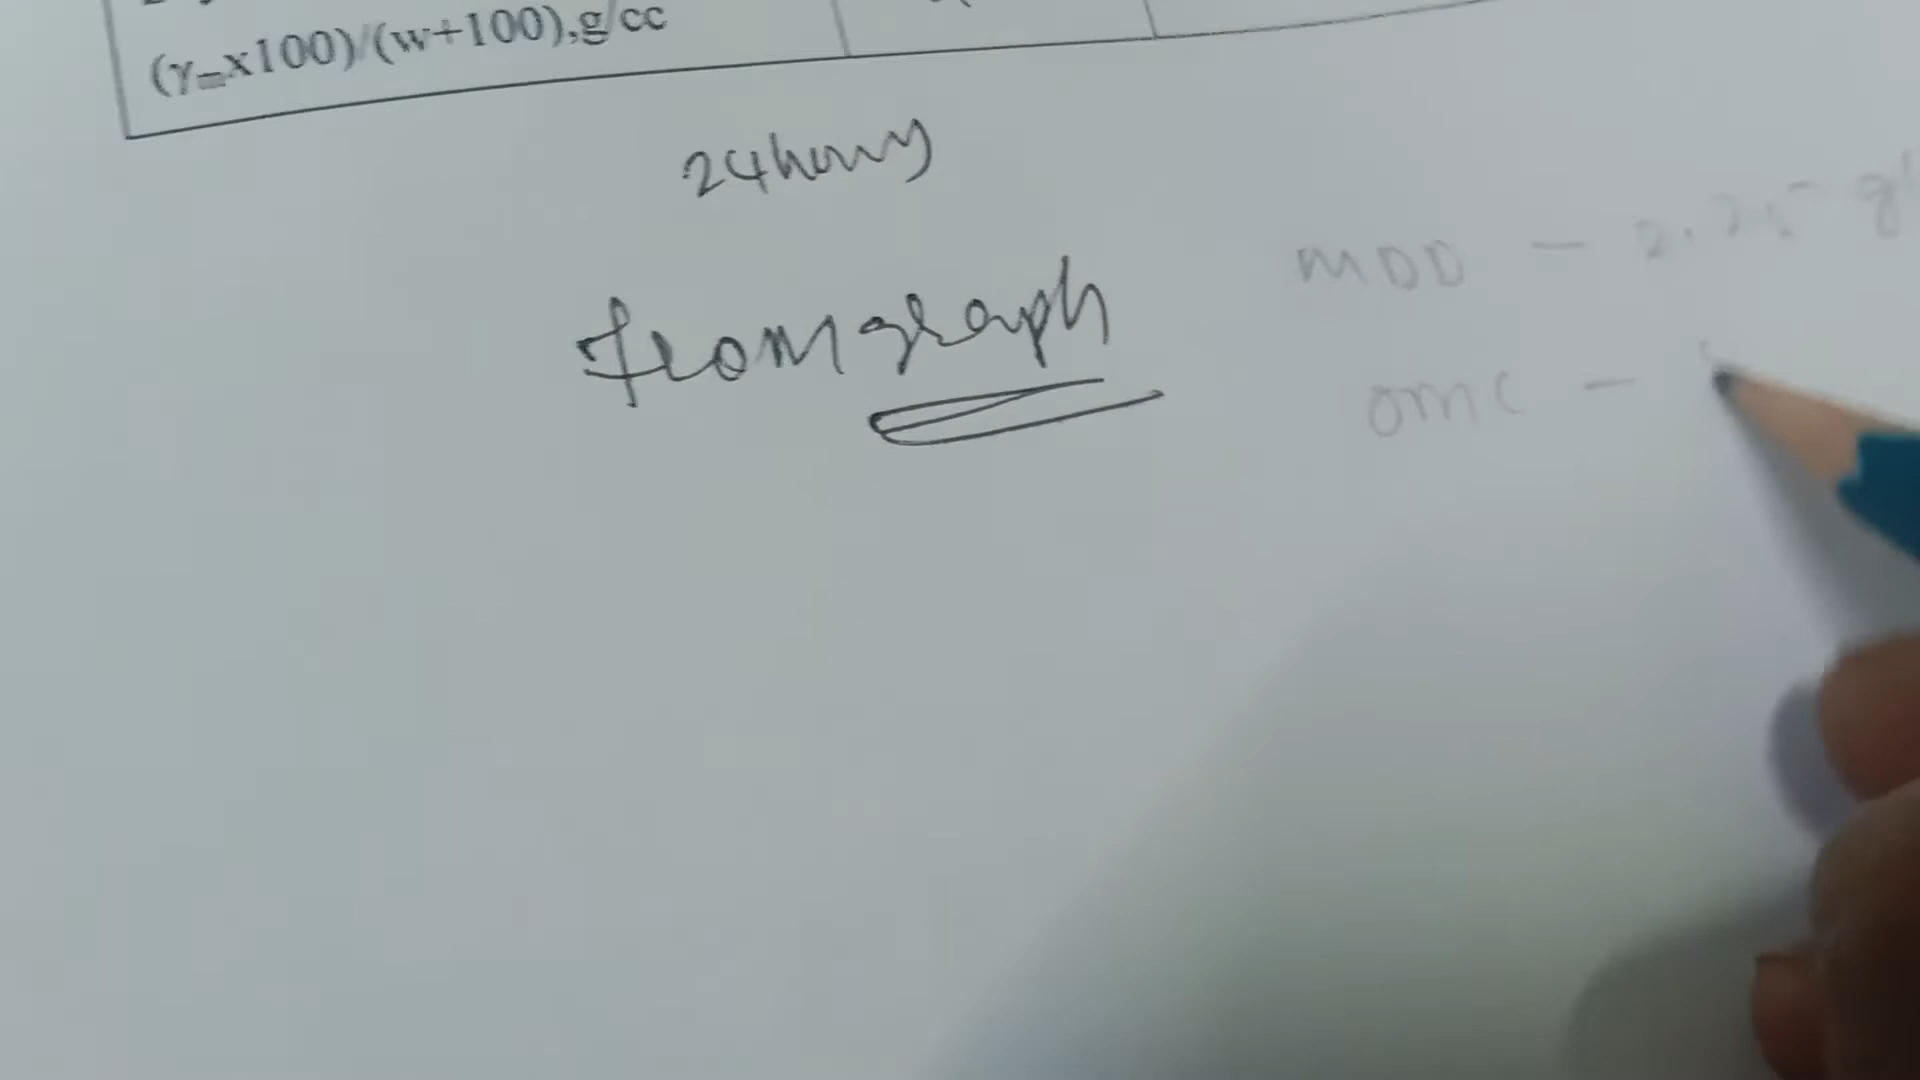 (γ=x100)/(w+100),g/cc
24hours
From graph
MDD -
OMC -